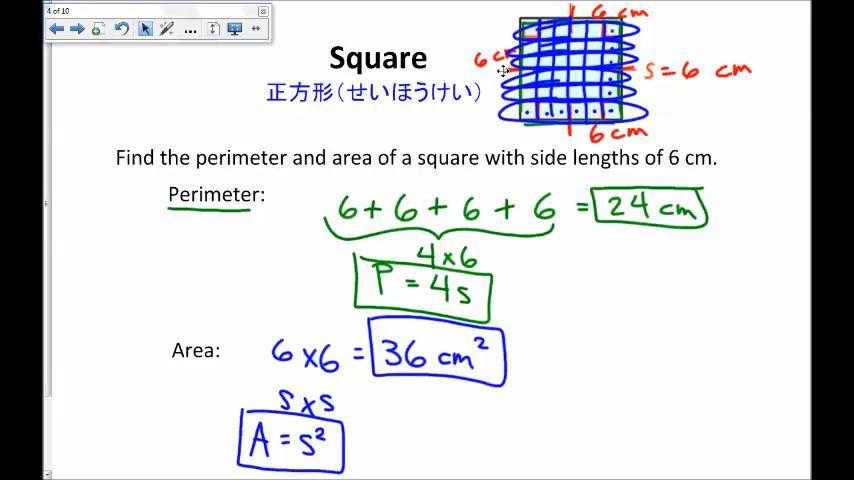 4 of 10
6 cm
Square
6 cm
S = 6 cm
正方形(せいほうけい)
6 cm
Find the perimeter and area of a square with side lengths of 6 cm.
Perimeter:
6 + 6 + 6 + 6 = 24 cm
4 x 6
P = 4s
Area:
6 x 6 = 36 cm²
s x s
A = s²